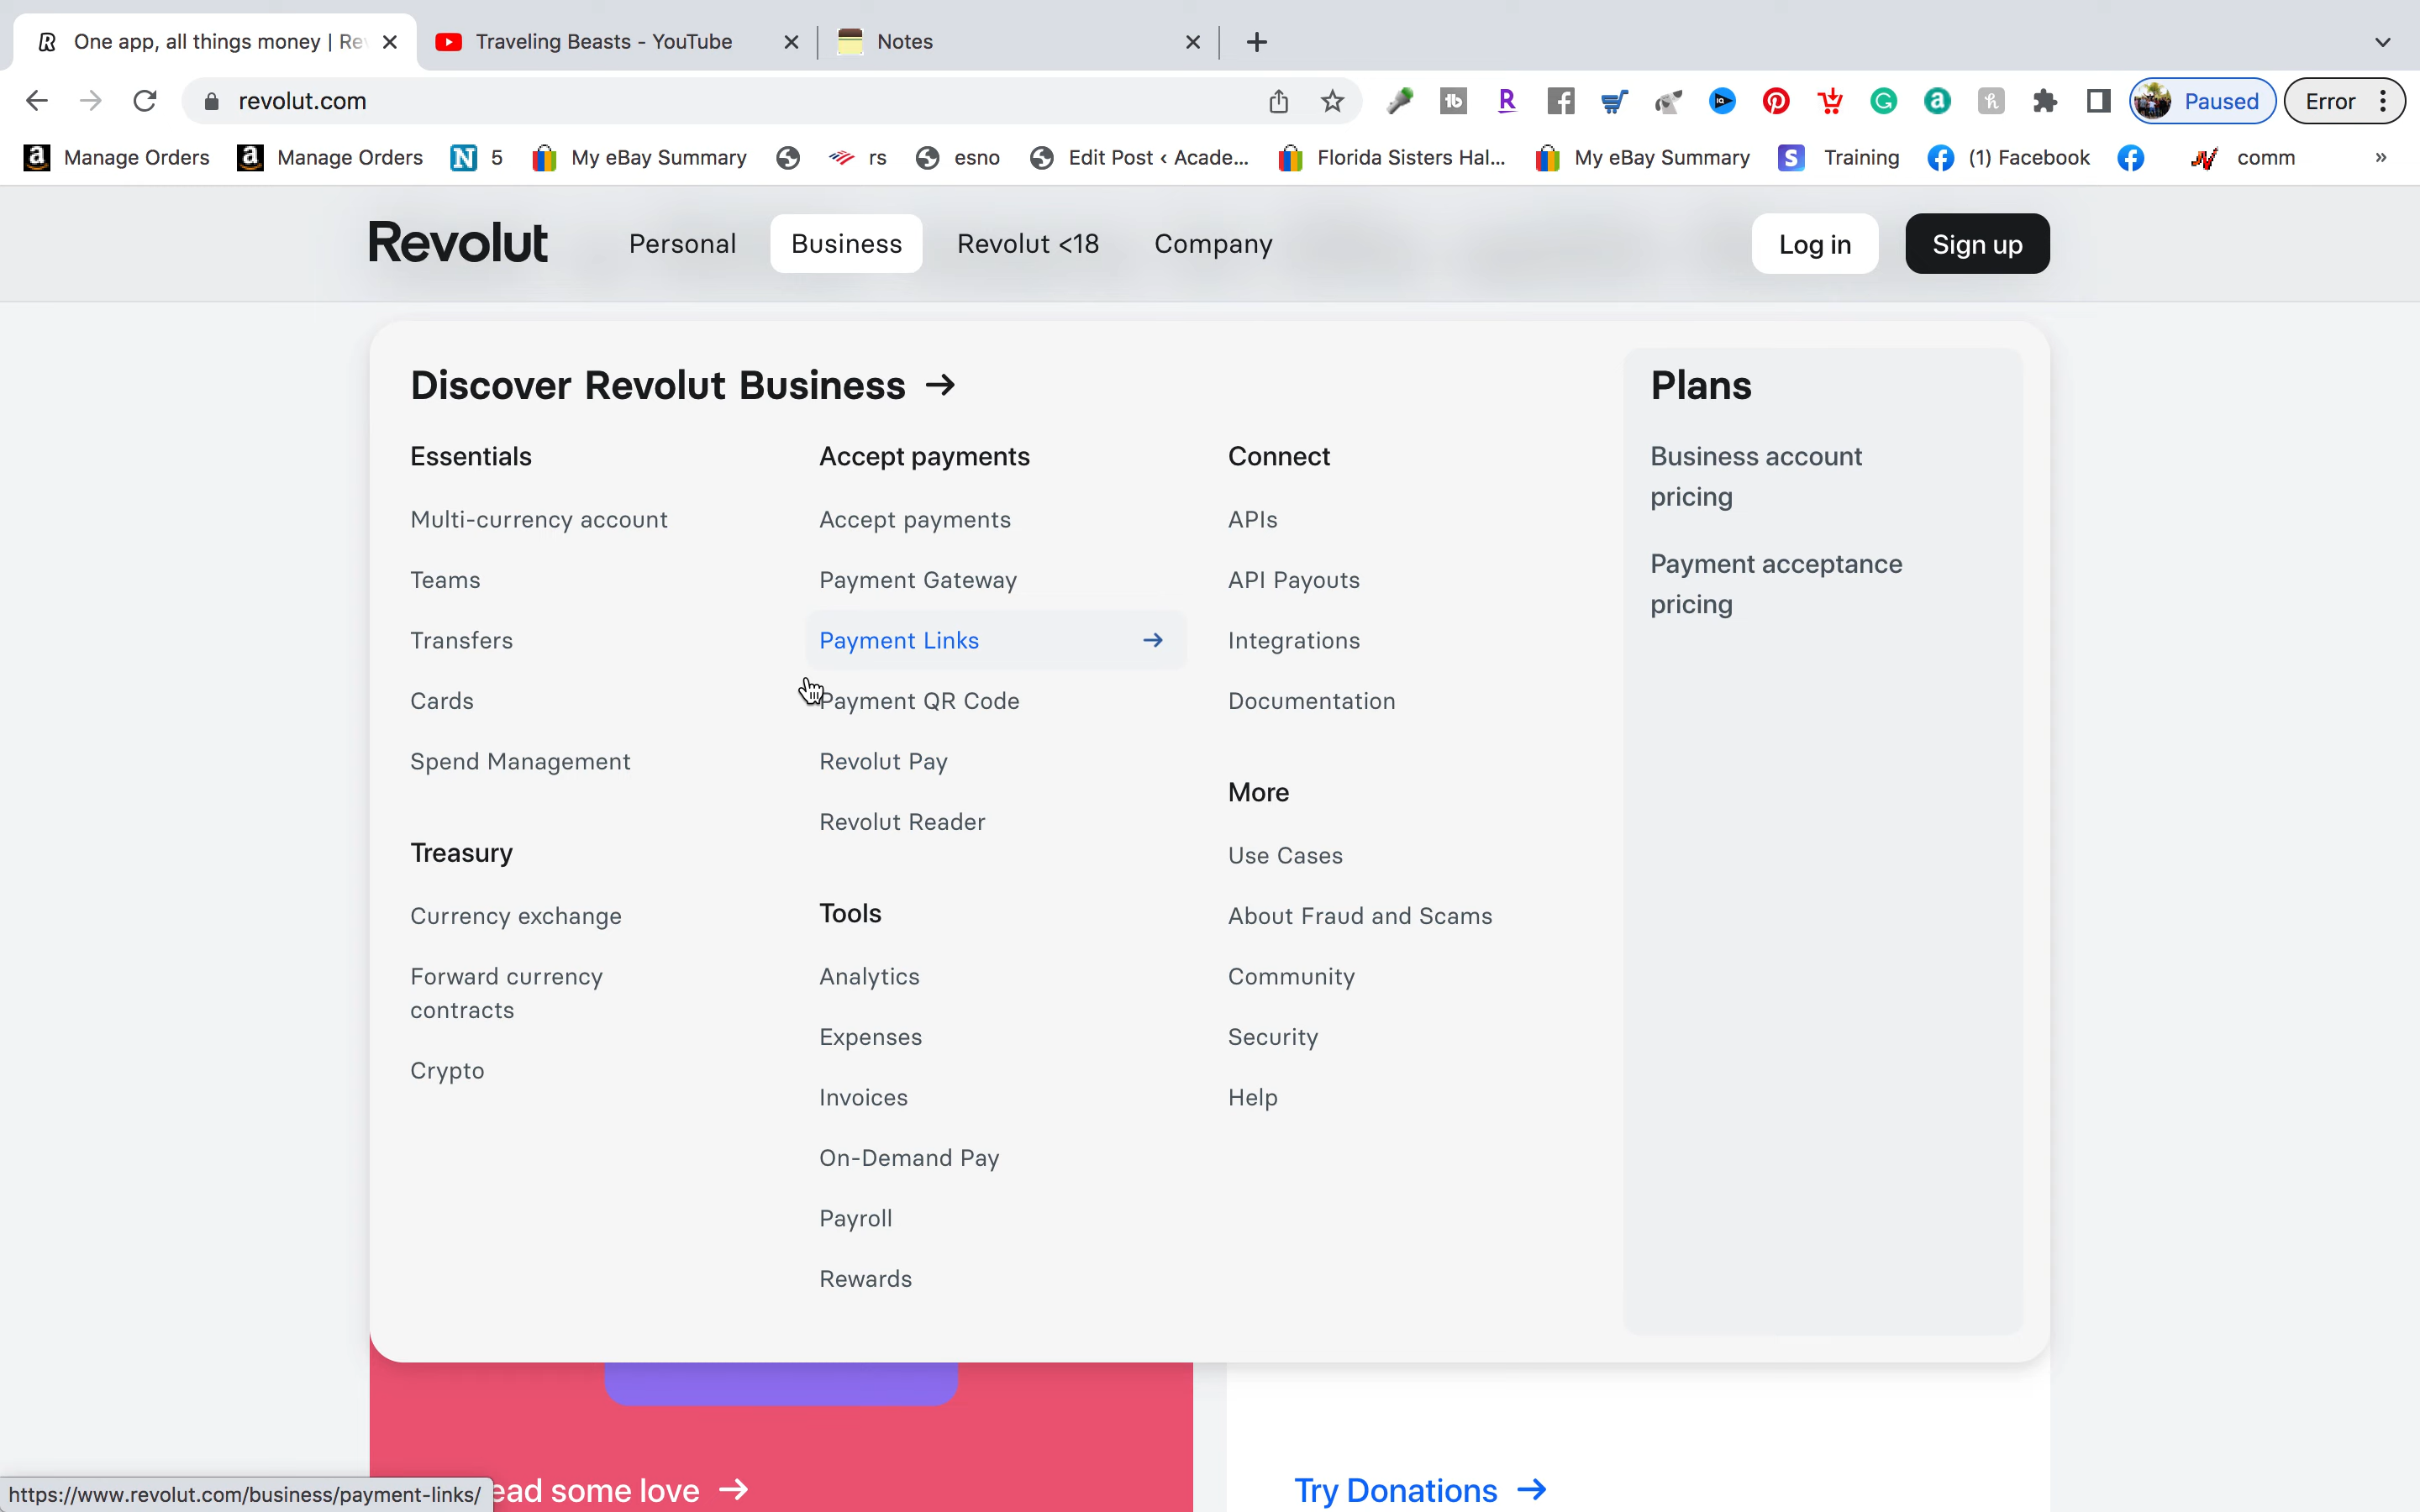 One app, all things money | Re
Traveling Beasts - YouTube
Notes
revolut.com
Paused
Error
Manage Orders
Manage Orders
5
My eBay Summary
rs
esno
Edit Post ‹ Acade...
Florida Sisters Hal...
My eBay Summary
Training
(1) Facebook
comm
»
Revolut
Personal
Business
Revolut <18
Company
Log in
Sign up
Discover Revolut Business →
Essentials
Multi-currency account
Teams
Transfers
Cards
Spend Management
Treasury
Currency exchange
Forward currency
contracts
Crypto
Accept payments
Accept payments
Payment Gateway
Payment Links →
Payment QR Code
Revolut Pay
Revolut Reader
Tools
Analytics
Expenses
Invoices
On-Demand Pay
Payroll
Rewards
Connect
APIs
API Payouts
Integrations
Documentation
More
Use Cases
About Fraud and Scams
Community
Security
Help
Plans
Business account
pricing
Payment acceptance
pricing
ead some love →
Try Donations →
https://www.revolut.com/business/payment-links/